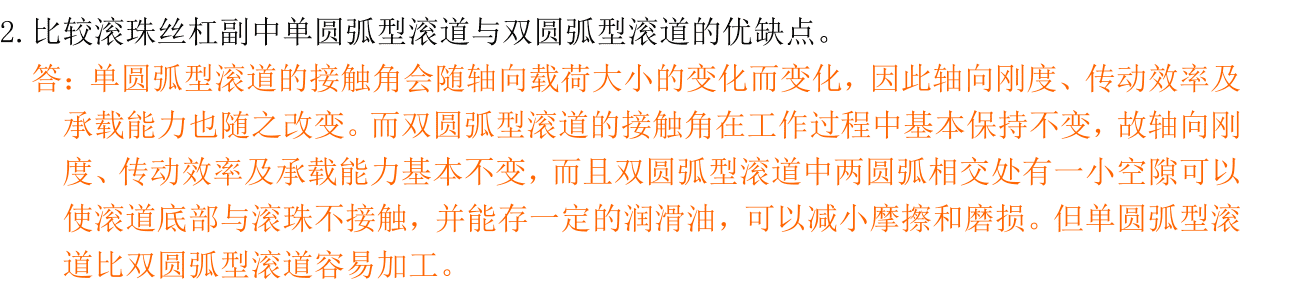 2.比较滚珠丝杠副中单圆弧型滚道与双圆弧型滚道的优缺点。
答：单圆弧型滚道的接触角会随轴向载荷大小的变化而变化，因此轴向刚度、传动效率及
承载能力也随之改变。而双圆弧型滚道的接触角在工作过程中基本保持不变，故轴向刚
度、传动效率及承载能力基本不变，而且双圆弧型滚道中两圆弧相交处有一小空隙可以
使滚道底部与滚珠不接触，并能存一定的润滑油，可以减小摩擦和磨损。但单圆弧型滚
道比双圆弧型滚道容易加工。